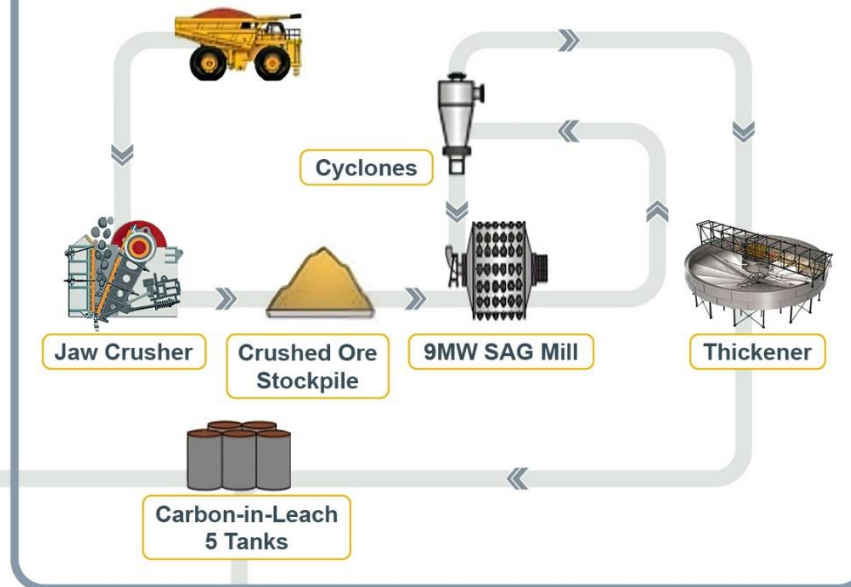 Cyclones
Jaw Crusher
Crushed Ore
Stockpile
9MW SAG Mill
Thickener
Carbon-in-Leach
5 Tanks